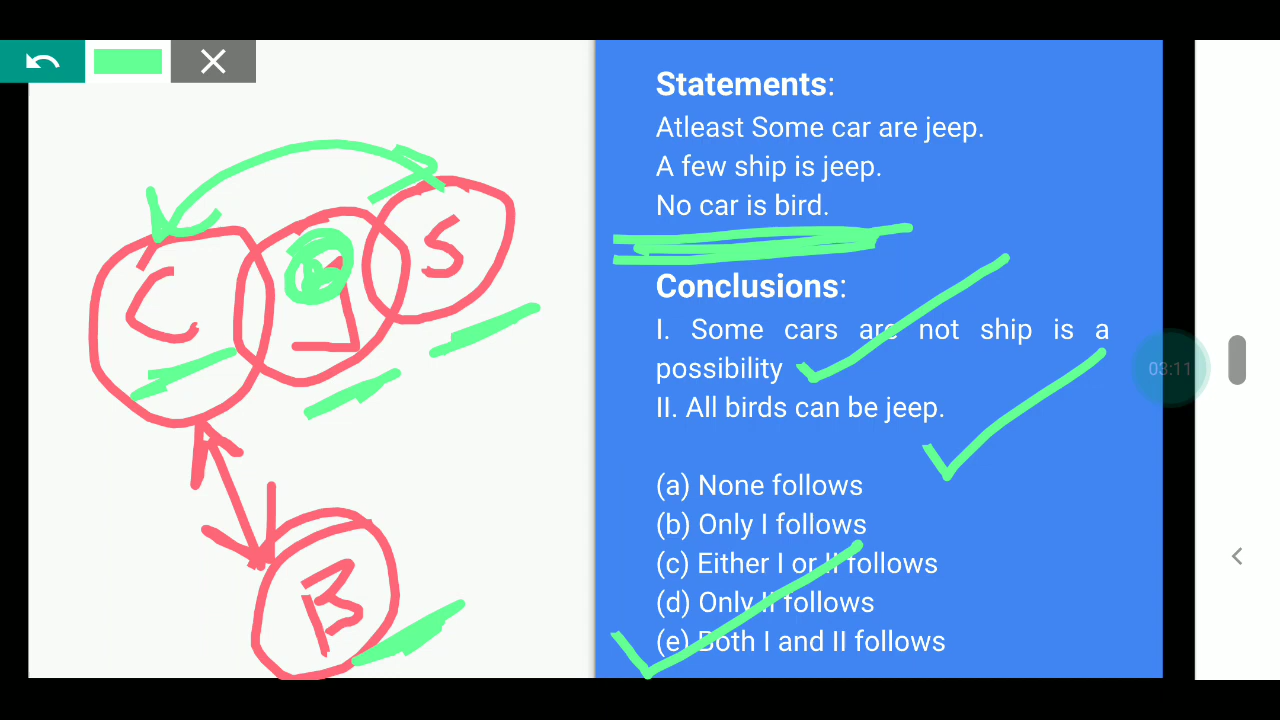 Statements:
Atleast Some car are jeep.
A few ship is jeep.
No car is bird.
Conclusions:
I. Some cars are not ship is a
possibility
II. All birds can be jeep.
(a) None follows
(b) Only I follows
(c) Either I or II follows
(d) Only II follows
(e) Both I and II follows
C
B
J
S
B
03:11